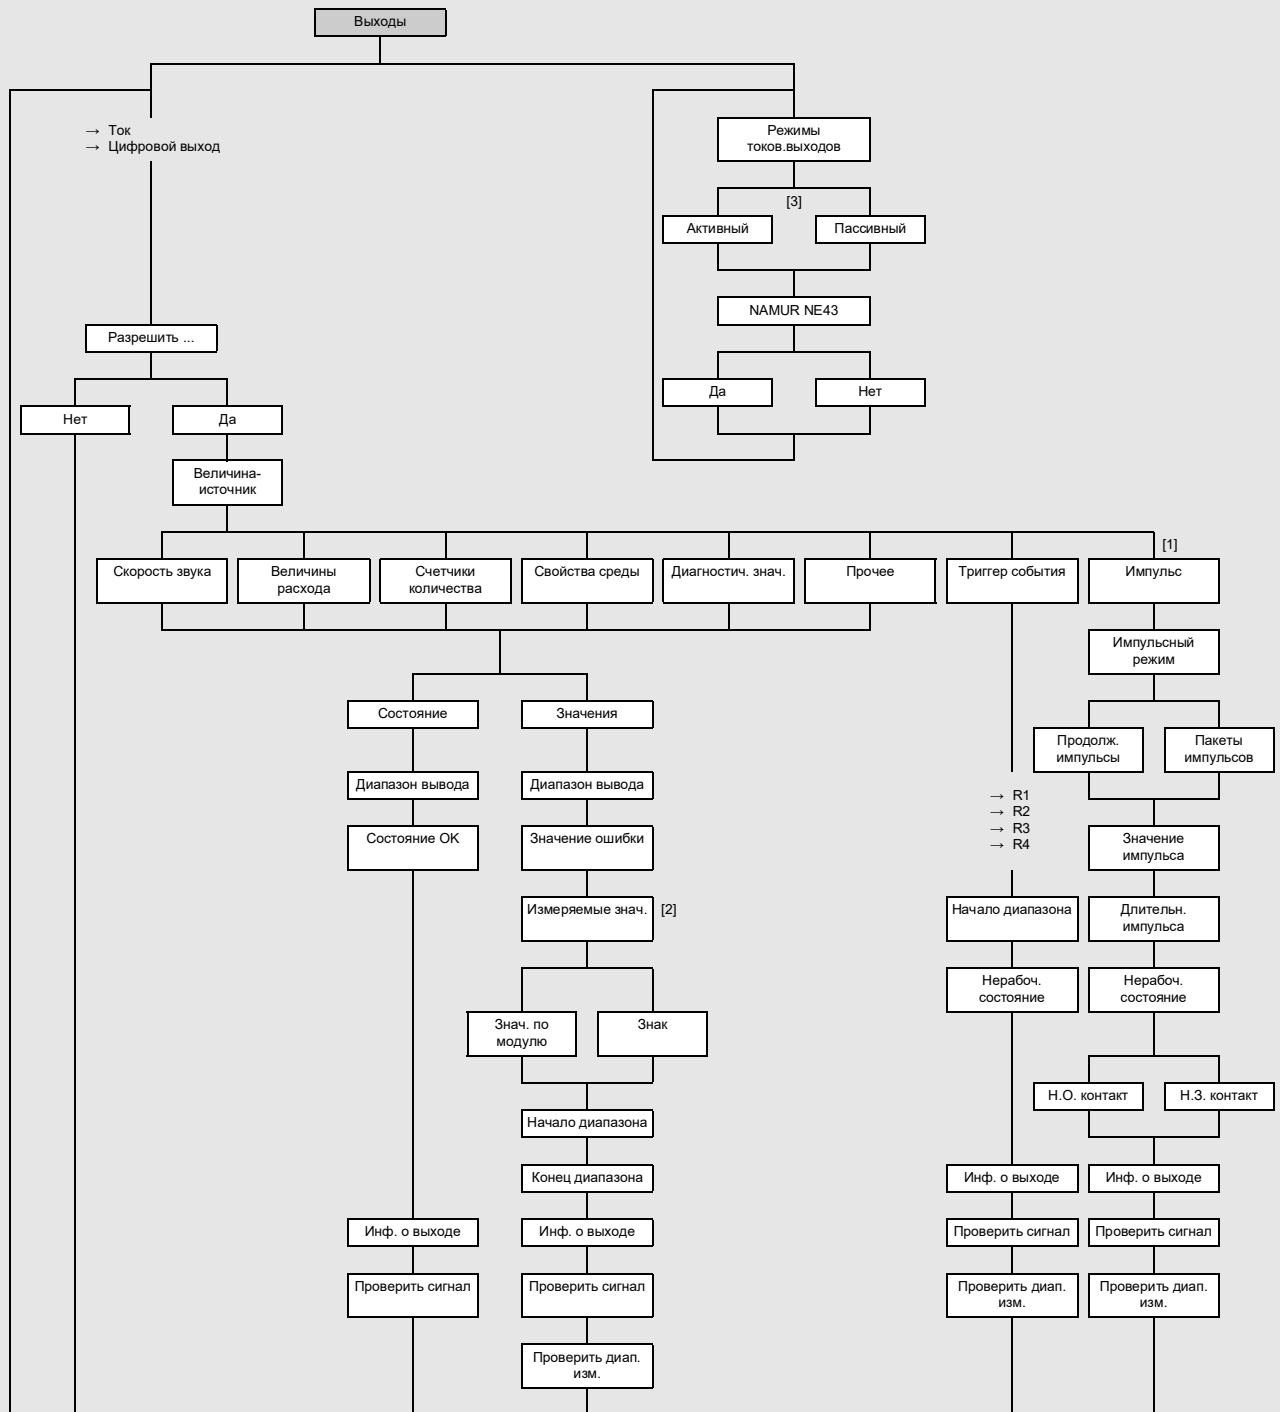 Выходы
→ Ток
→ Цифровой выход
Режимы
токов.выходов
[3]
Активный
Пассивный
NAMUR NE43
Да
Нет
Разрешить ...
Нет
Да
Величина-
источник
[1]
Скорость звука
Величины
расхода
Счетчики
количества
Свойства среды
Диагностич. знач.
Прочее
Триггер события
Импульс
Импульсный
режим
Состояние
Значения
Продолж.
импульсы
Пакеты
импульсов
Диапазон вывода
Диапазон вывода
→ R1
→ R2
→ R3
→ R4
Состояние OK
Значение ошибки
Значение
импульса
Измеряемые знач.
[2]
Начало диапазона
Длительн.
импульса
Нерабоч.
состояние
Нерабоч.
состояние
Знач. по
модулю
Знак
Н.О. контакт
Н.З. контакт
Начало диапазона
Конец диапазона
Инф. о выходе
Инф. о выходе
Инф. о выходе
Инф. о выходе
Проверить сигнал
Проверить сигнал
Проверить сигнал
Проверить сигнал
Проверить диап.
изм.
Проверить диап.
изм.
Проверить диап.
изм.